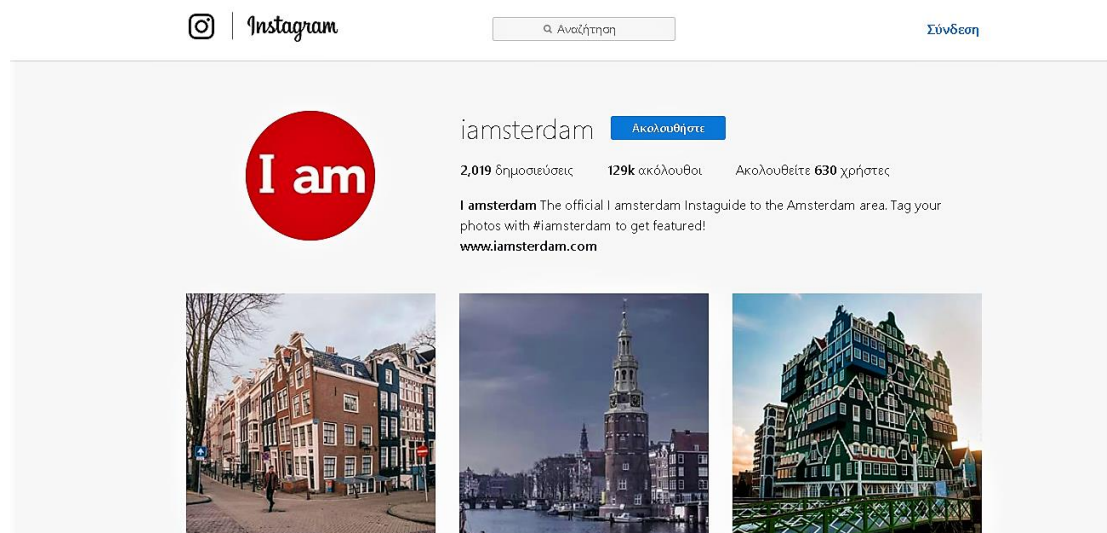 Instagram
Αναζήτηση
Σύνδεση
I am
iamsterdam
Ακολουθήστε
2,019 δημοσιεύσεις 129k ακόλουθοι Ακολουθείτε 630 χρήστες
I amsterdam The official I amsterdam Instaguide to the Amsterdam area. Tag your
photos with #iamsterdam to get featured!
www.iamsterdam.com